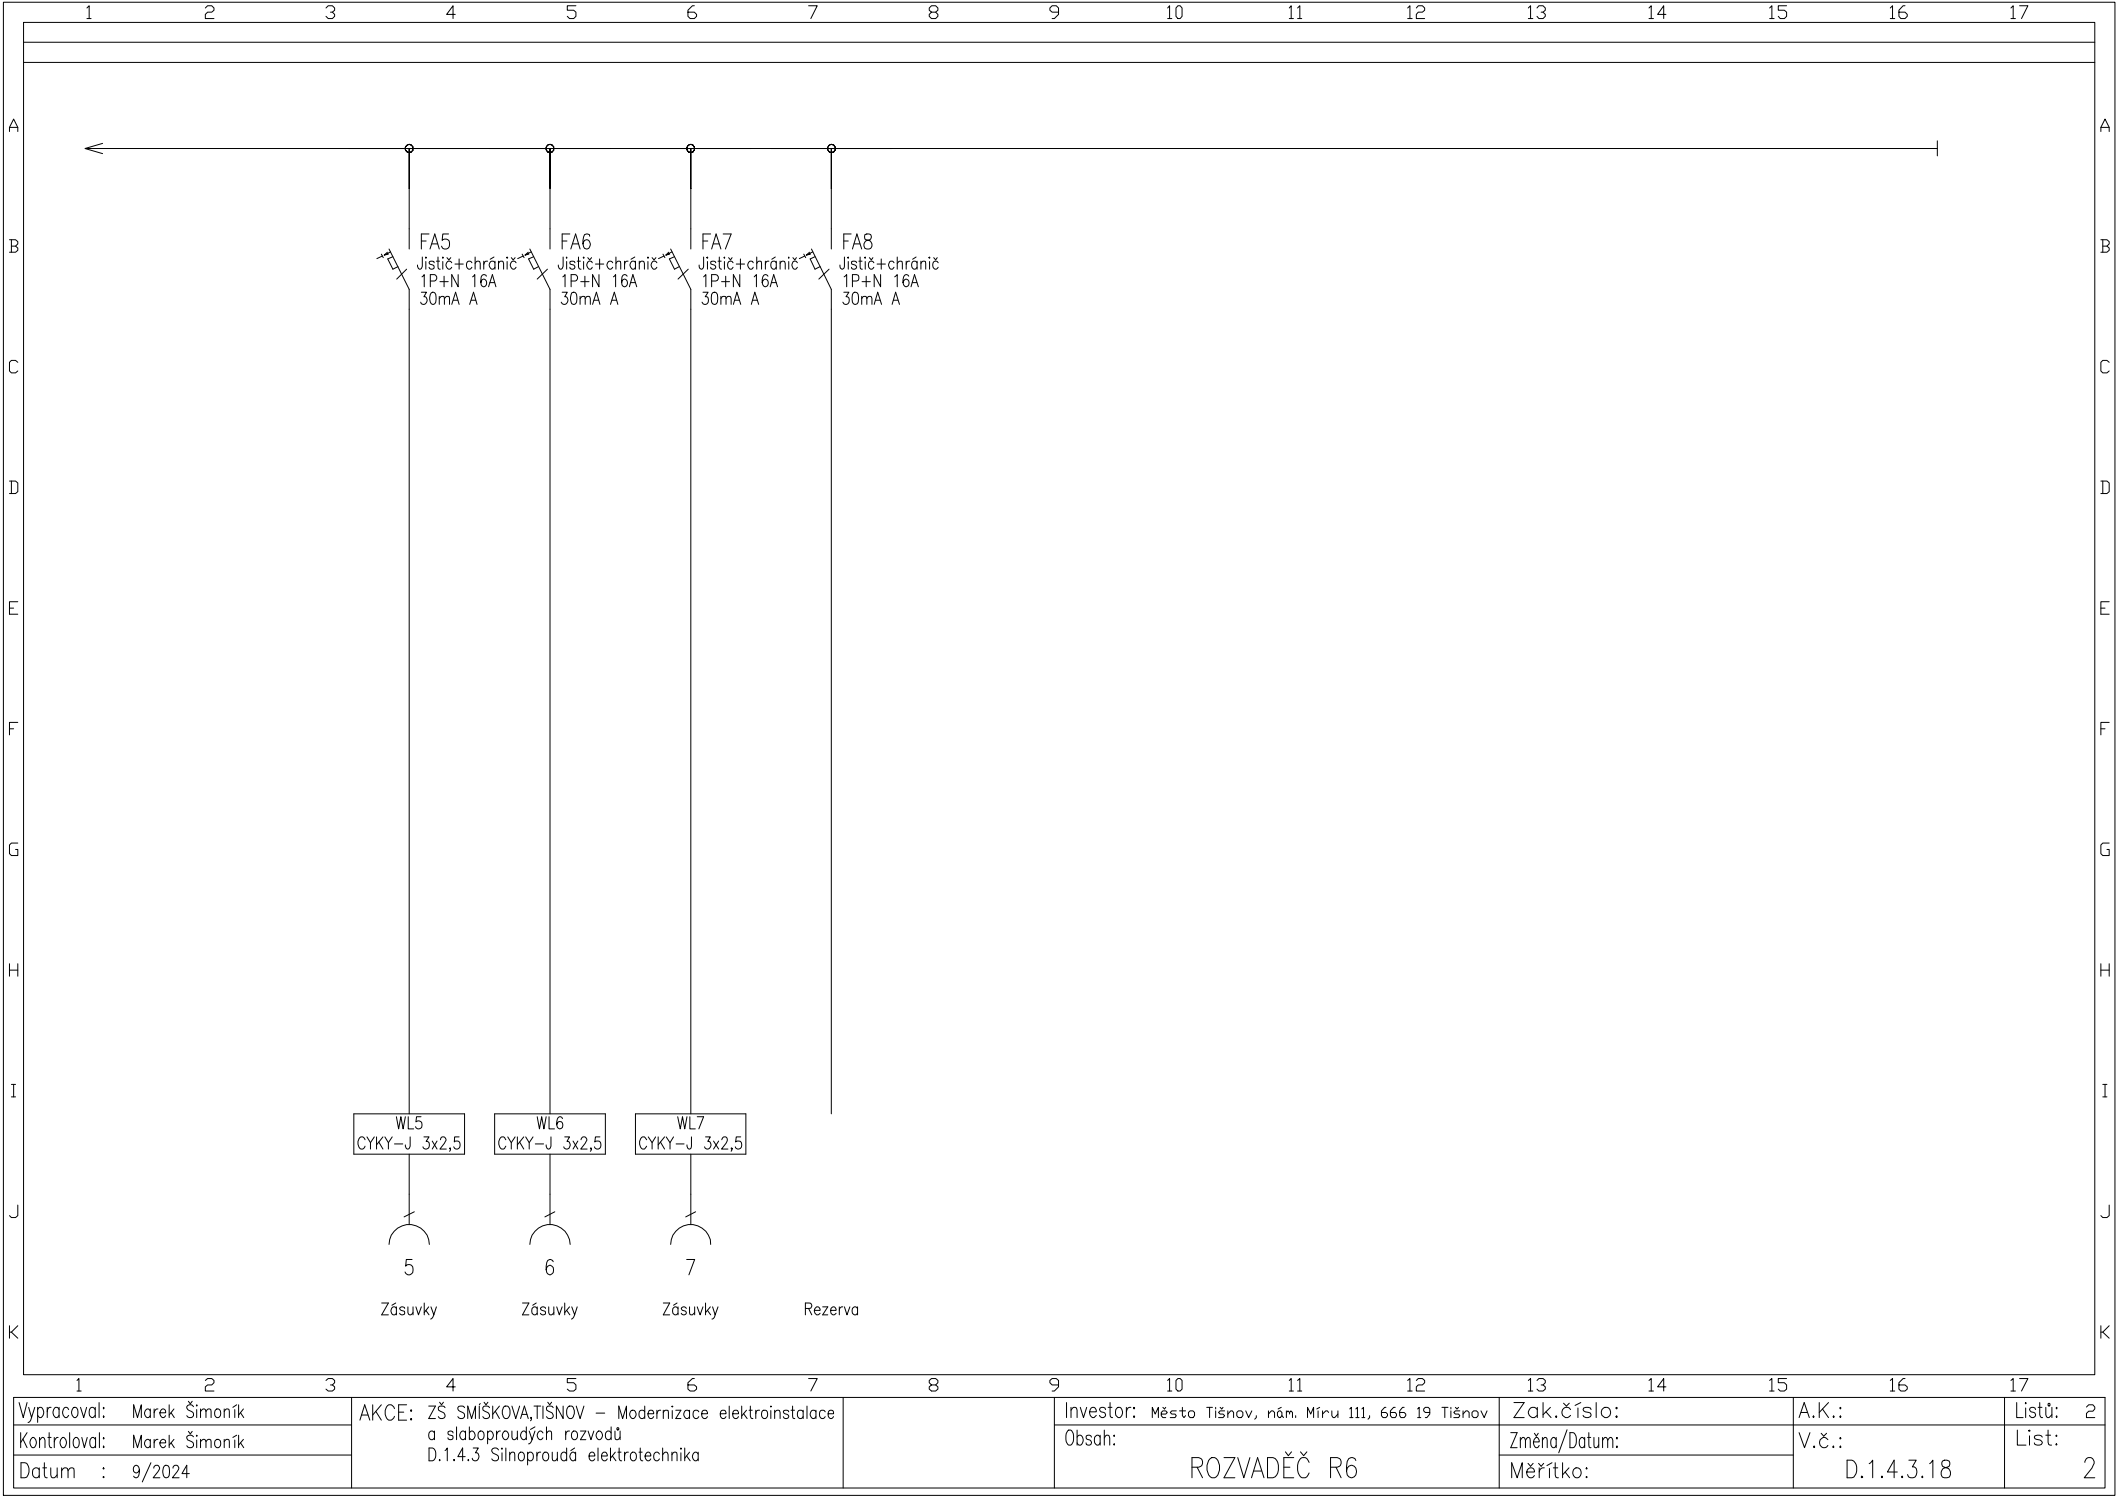 1 2 3 4 5 6 7 8 9 10 11 12 13 14 15 16 17
A A
B B
C C
D D
E E
F F
G G
H H
I I
J J
K K
FA5
Jistič+chránič
1P+N 16A
30mA A
FA6
Jistič+chránič
1P+N 16A
30mA A
FA7
Jistič+chránič
1P+N 16A
30mA A
FA8
Jistič+chránič
1P+N 16A
30mA A
WL5
CYKY-J 3x2,5
WL6
CYKY-J 3x2,5
WL7
CYKY-J 3x2,5
5
6
7
Zásuvky
Zásuvky
Zásuvky
Rezerva
1 2 3 4 5 6 7 8 9 10 11 12 13 14 15 16 17
Vypracoval: Marek Šimoník
Kontroloval: Marek Šimoník
Datum : 9/2024
AKCE: ZŠ SMÍŠKOVA,TIŠNOV – Modernizace elektroinstalace
a slaboproudých rozvodů
D.1.4.3 Silnoproudá elektrotechnika
Investor: Město Tišnov, nám. Míru 111, 666 19 Tišnov
Obsah:
ROZVADĚČ R6
Zak.číslo:
Změna/Datum:
Měřítko:
A.K.:
V.č.:
D.1.4.3.18
Listů: 2
List:
2